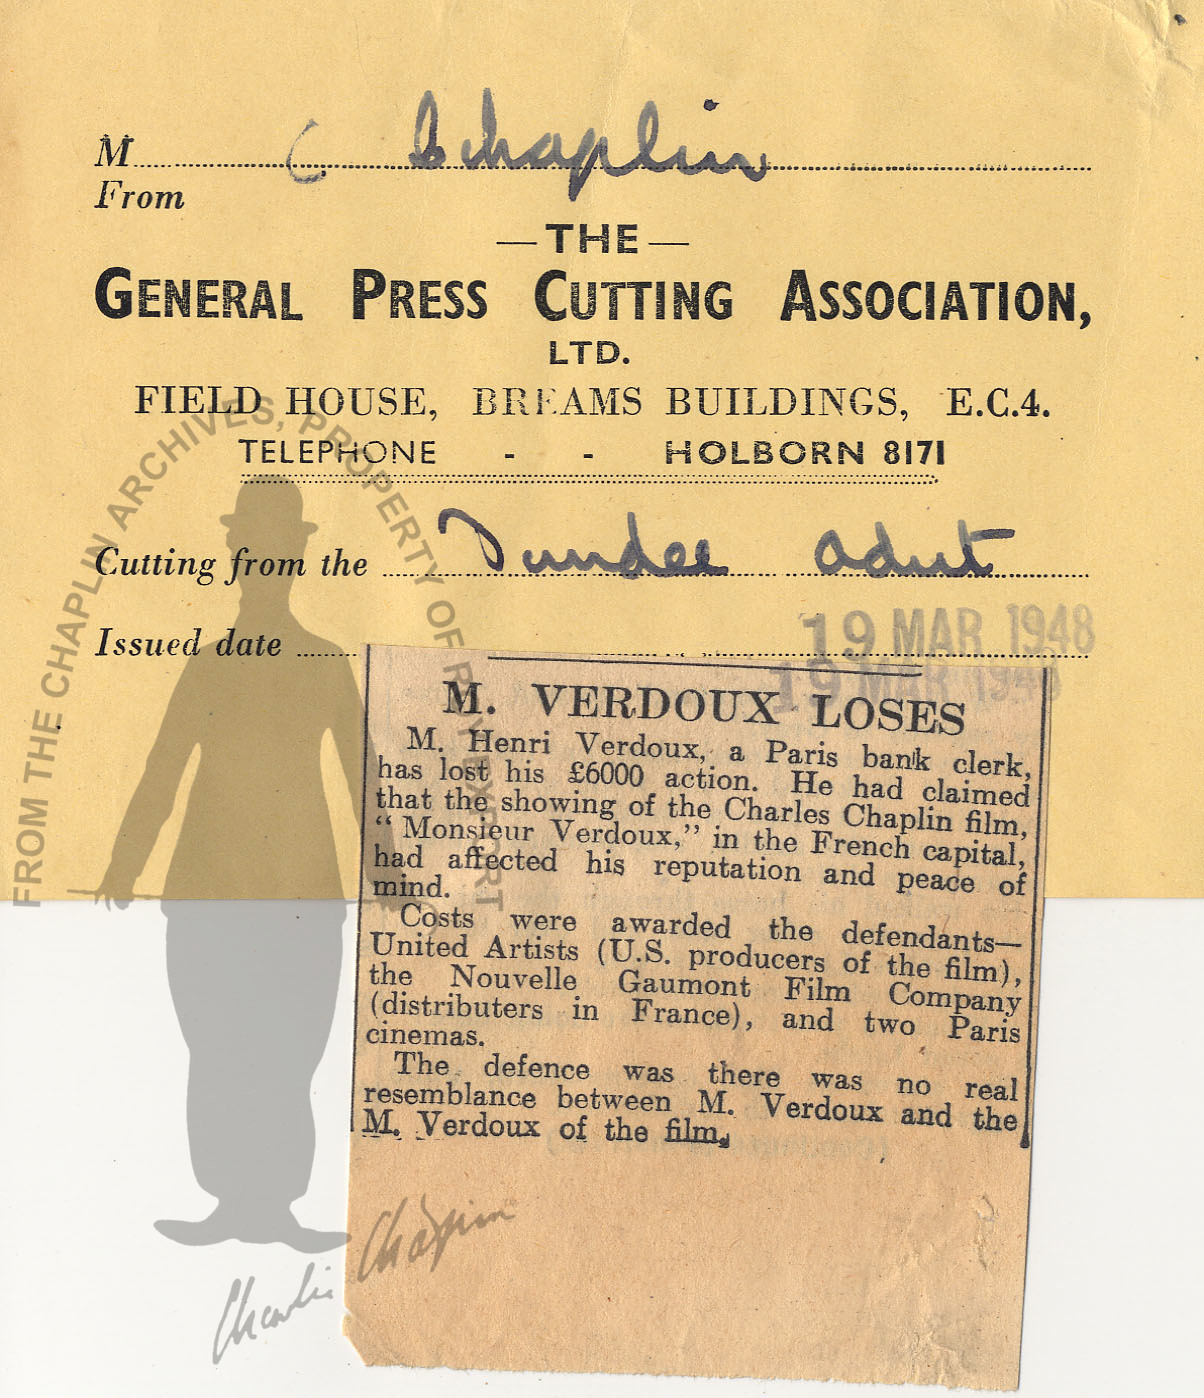 M C Chaplin
From
— THE —
GENERAL PRESS CUTTING ASSOCIATION,
LTD.
FIELD HOUSE, BREAMS BUILDINGS, E.C.4.
TELEPHONE - - HOLBORN 8171
Cutting from the Dundee Advt
Issued date 19 MAR 1948
19 MAR 1948
M. VERDOUX LOSES
M. Henri Verdoux, a Paris bank clerk,
has lost his £6000 action. He had claimed
that the showing of the Charles Chaplin film,
“Monsieur Verdoux,” in the French capital,
had affected his reputation and peace of
mind.
Costs were awarded the defendants—
United Artists (U.S. producers of the film),
the Nouvelle Gaumont Film Company
(distributers in France), and two Paris
cinemas.
The defence was there was no real
resemblance between M. Verdoux and the
M. Verdoux of the film.
FROM THE CHAPLIN ARCHIVES, PROPERTY OF ROY EXPORT
Charlie Chaplin